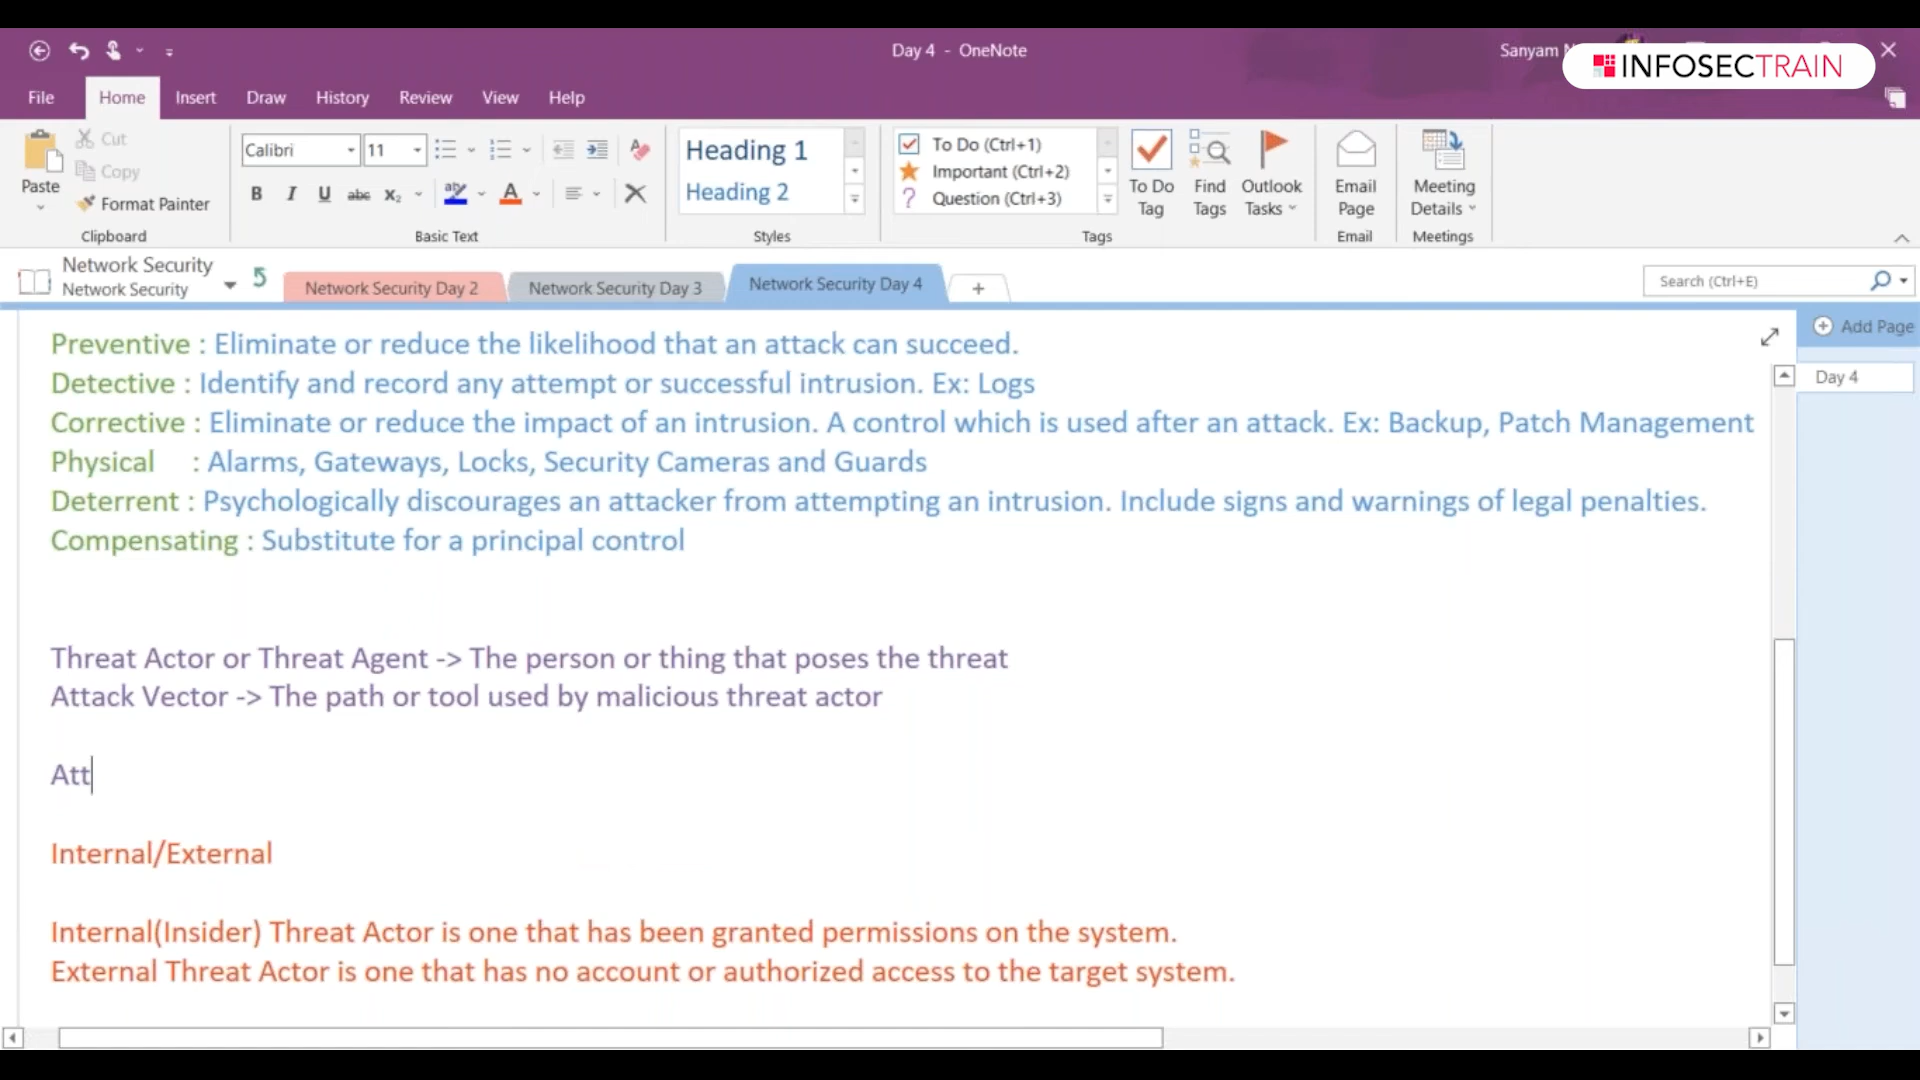 Day 4 - OneNote
Sanyam
INFOSECTRAIN
File Home Insert Draw History Review View Help
Cut
Copy
Paste
Format Painter
Clipboard
Calibri 11
B I U abc X₂ aby A
Basic Text
Heading 1
Heading 2
Styles
To Do (Ctrl+1)
Important (Ctrl+2)
Question (Ctrl+3)
To Do Tag
Find Tags
Outlook Tasks
Tags
Email Page
Email
Meeting Details
Meetings
Network Security
Network Security
Network Security Day 2
Network Security Day 3
Network Security Day 4
+
Search (Ctrl+E)
Add Page
Day 4
Preventive : Eliminate or reduce the likelihood that an attack can succeed.
Detective : Identify and record any attempt or successful intrusion. Ex: Logs
Corrective : Eliminate or reduce the impact of an intrusion. A control which is used after an attack. Ex: Backup, Patch Management
Physical : Alarms, Gateways, Locks, Security Cameras and Guards
Deterrent : Psychologically discourages an attacker from attempting an intrusion. Include signs and warnings of legal penalties.
Compensating : Substitute for a principal control
Threat Actor or Threat Agent -> The person or thing that poses the threat
Attack Vector -> The path or tool used by malicious threat actor
Att
Internal/External
Internal(Insider) Threat Actor is one that has been granted permissions on the system.
External Threat Actor is one that has no account or authorized access to the target system.